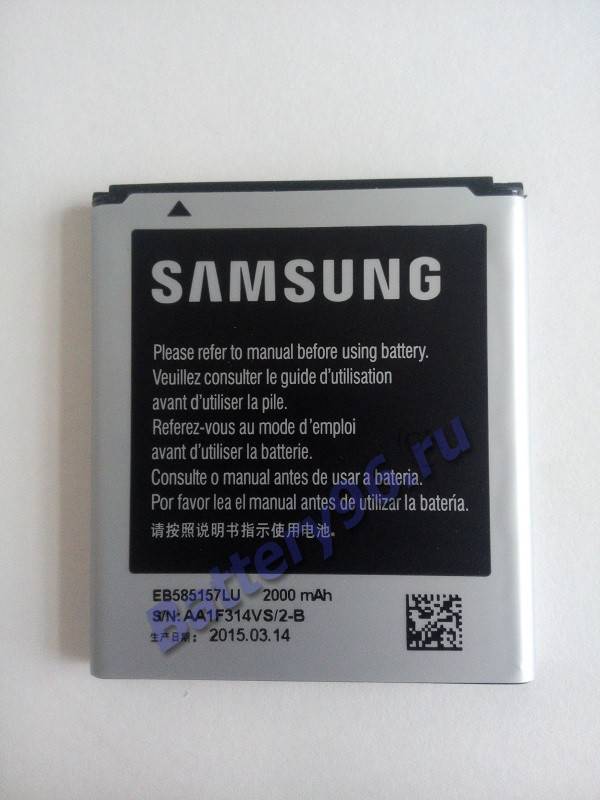 SAMSUNG
Please refer to manual before using battery.
Veuillez consulter le guide d'utilisation
avant d'utiliser la pile.
Referez-vous au mode d'emploi
avant d'utiliser la batterie.
Consulte o manual antes de usar a bateria.
Por favor lea el manual antes de utilizar la batería.
请按照说明书指示使用电池。
EB585157LU 2000 mAh
S/N: AA1F314VS/2-B
生产日期： 2015.03.14
Battery96.ru